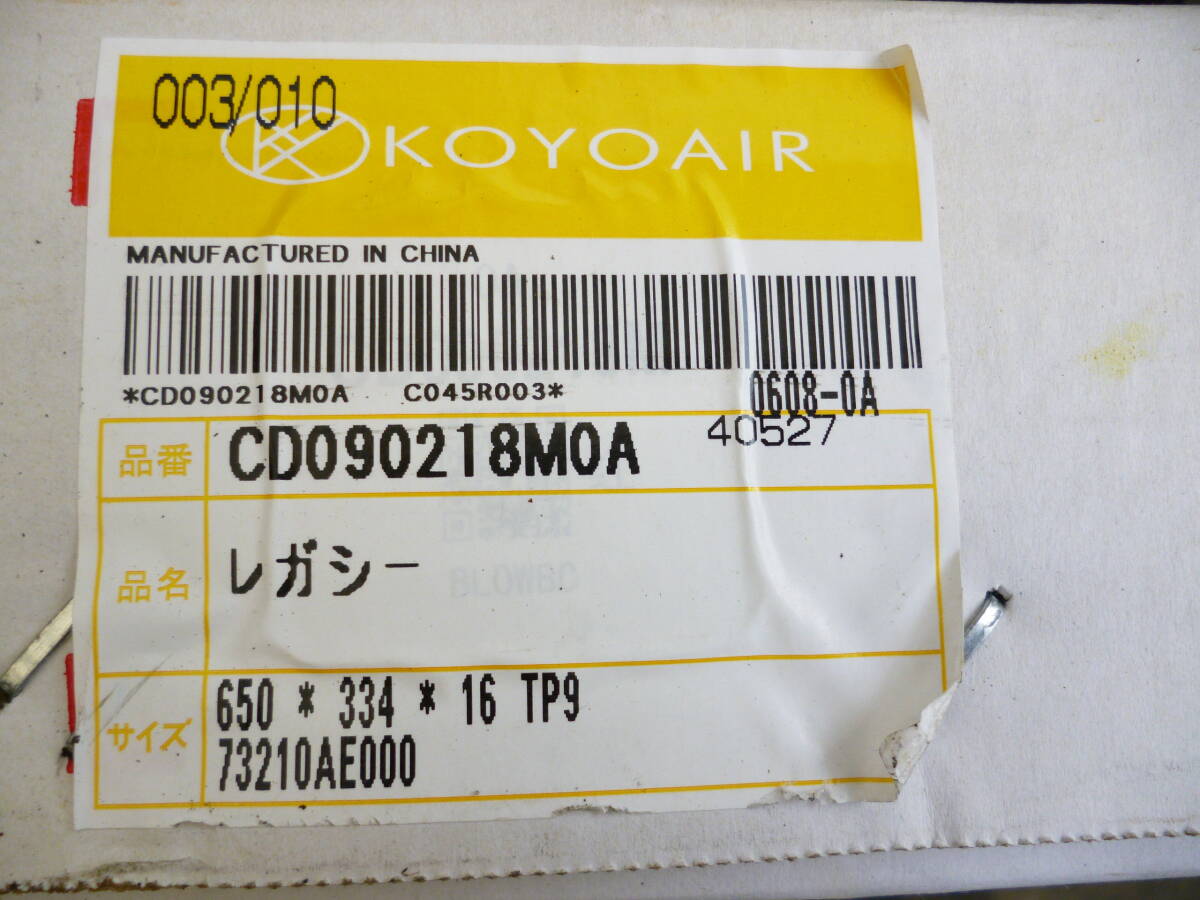 003/010
KOYOAIR
MANUFACTURED IN CHINA
*CD090218M0A C045R003*
0608-0A
40527
品番 CD090218M0A
品名 レガシー
サイズ 650 * 334 * 16 TP9
73210AE000